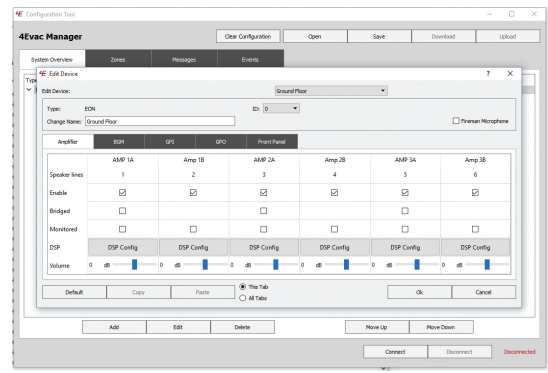 4E Configuration Tool
4Evac Manager
Clear Configuration Open Save Download Upload
System Overview Zones Messages Events
Type
4E Edit Device ? X
Edit Device: Ground Floor
Type: EON ID: 0
Change Name: Ground Floor Fireman Microphone
Amplifier BGM GPI GPO Front Panel
AMP 1A Amp 1B AMP 2A Amp 2B AMP 3A Amp 3B
Speaker lines 1 2 3 4 5 6
Enable
Bridged
Monitored
DSP DSP Config DSP Config DSP Config DSP Config DSP Config DSP Config
Volume 0 dB 0 dB 0 dB 0 dB 0 dB 0 dB
Default Copy Paste This Tab Ok Cancel
All Tabs
Add Edit Delete Move Up Move Down
Connect Disconnect Disconnected